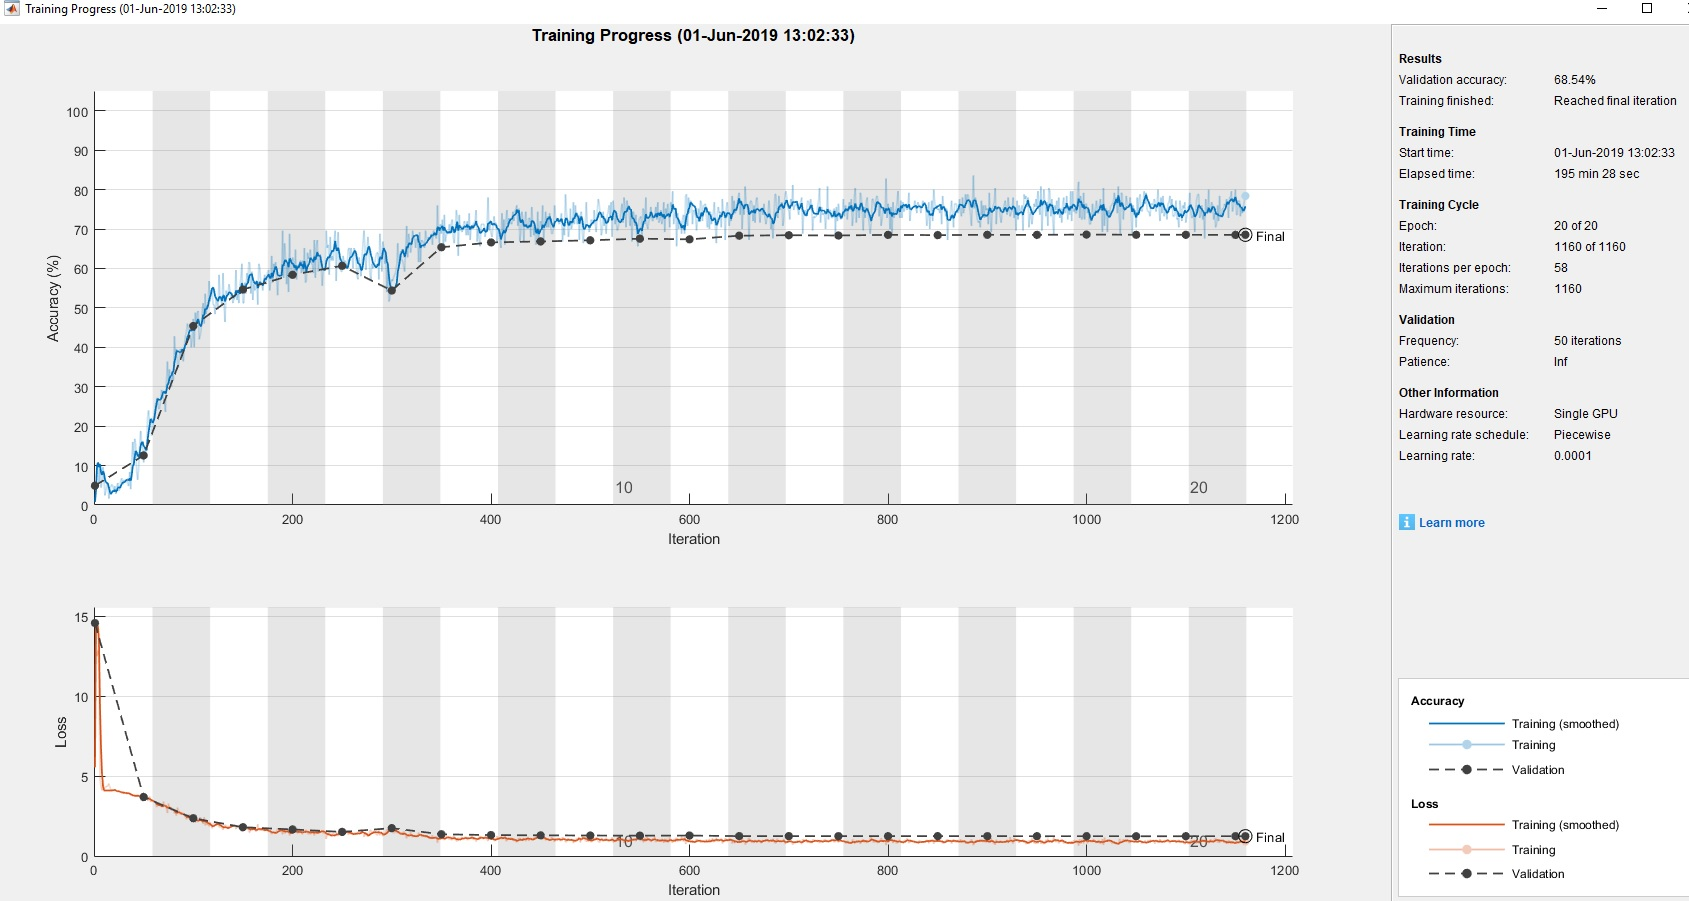 Training Progress (01-Jun-2019 13:02:33)
Training Progress (01-Jun-2019 13:02:33)
100
90
80
70
60
50
40
30
20
10
0
Accuracy (%)
Final
10
20
0
200
400
600
800
1000
1200
Iteration
15
10
5
0
Loss
Final
10
20
0
200
400
600
800
1000
1200
Iteration
Results
Validation accuracy: 68.54%
Training finished: Reached final iteration
Training Time
Start time: 01-Jun-2019 13:02:33
Elapsed time: 195 min 28 sec
Training Cycle
Epoch: 20 of 20
Iteration: 1160 of 1160
Iterations per epoch: 58
Maximum iterations: 1160
Validation
Frequency: 50 iterations
Patience: Inf
Other Information
Hardware resource: Single GPU
Learning rate schedule: Piecewise
Learning rate: 0.0001
i Learn more
Accuracy
Training (smoothed)
Training
Validation
Loss
Training (smoothed)
Training
Validation